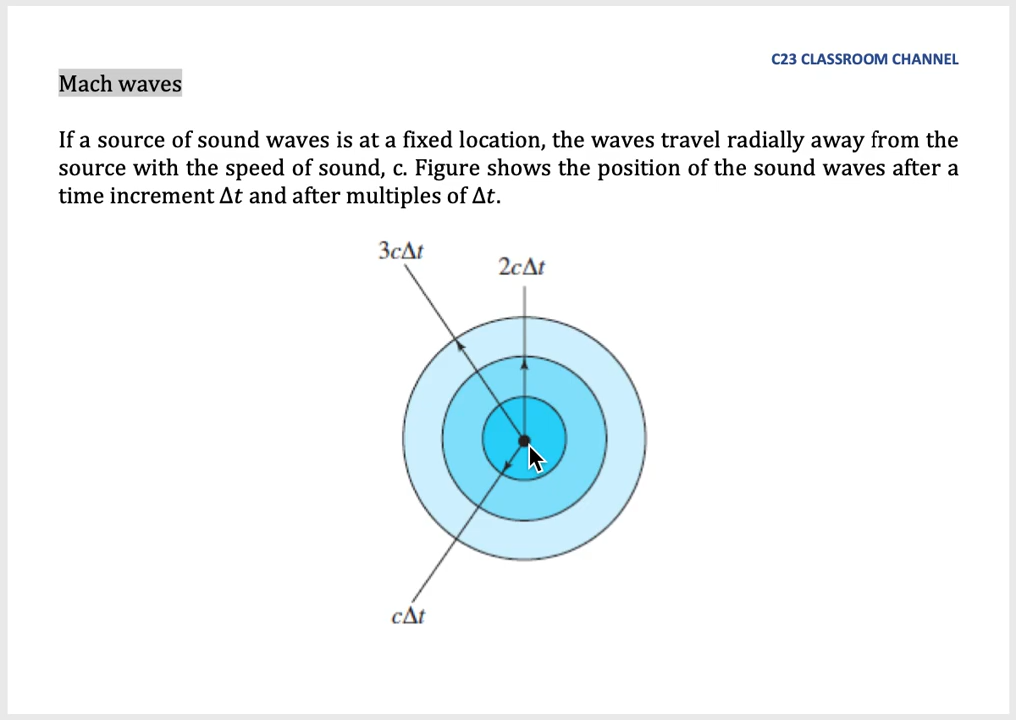 C23 CLASSROOM CHANNEL
Mach waves
If a source of sound waves is at a fixed location, the waves travel radially away from the
source with the speed of sound, c. Figure shows the position of the sound waves after a
time increment Δt and after multiples of Δt.
3cΔt
2cΔt
cΔt